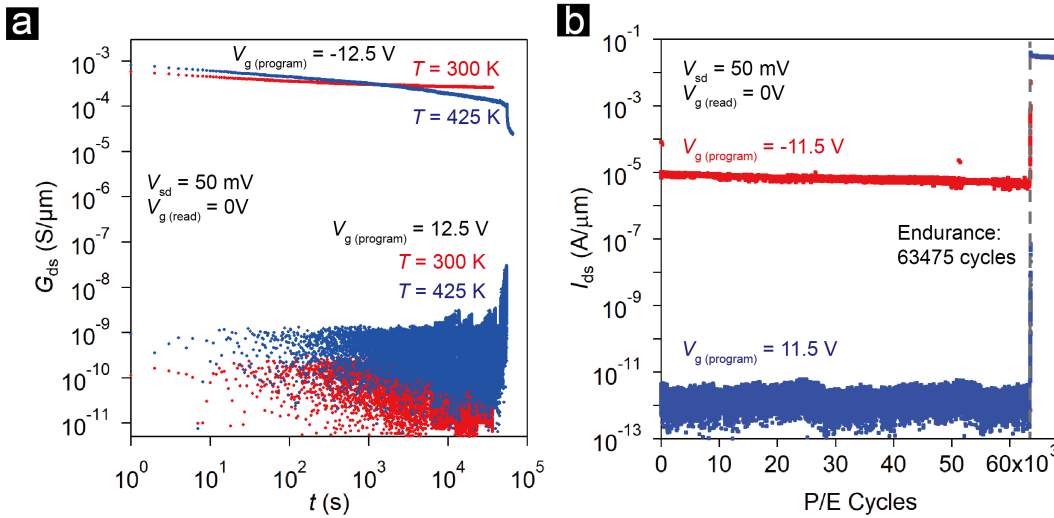 a
V_g (program) = -12.5 V
T = 300 K
T = 425 K
V_sd = 50 mV
V_g (read) = 0V
V_g (program) = 12.5 V
T = 300 K
T = 425 K
G_ds (S/μm)
10^-3
10^-4
10^-5
10^-6
10^-7
10^-8
10^-9
10^-10
10^-11
10^0
10^1
10^2
10^3
10^4
10^5
t (s)
b
V_sd = 50 mV
V_g (read) = 0V
V_g (program) = -11.5 V
Endurance:
63475 cycles
V_g (program) = 11.5 V
I_ds (A/μm)
10^-1
10^-3
10^-5
10^-7
10^-9
10^-11
10^-13
0
10
20
30
40
50
60x10^3
P/E Cycles